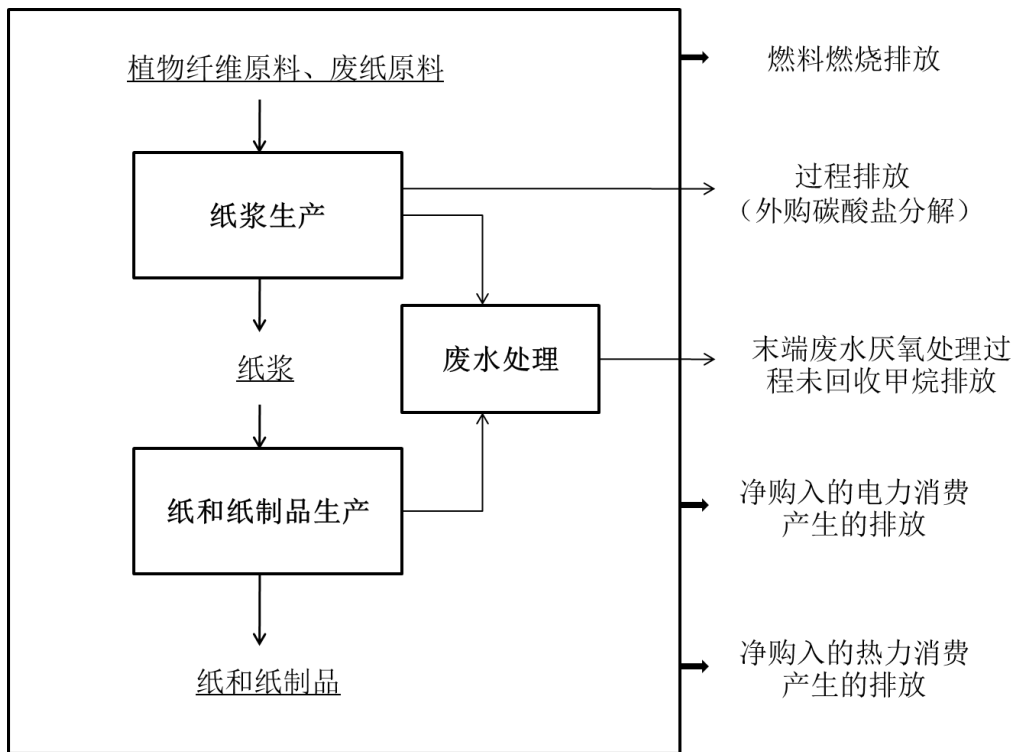 植物纤维原料、废纸原料
燃料燃烧排放
纸浆生产
过程排放
（外购碳酸盐分解）
纸浆
废水处理
末端废水厌氧处理过
程未回收甲烷排放
纸和纸制品生产
净购入的电力消费
产生的排放
纸和纸制品
净购入的热力消费
产生的排放